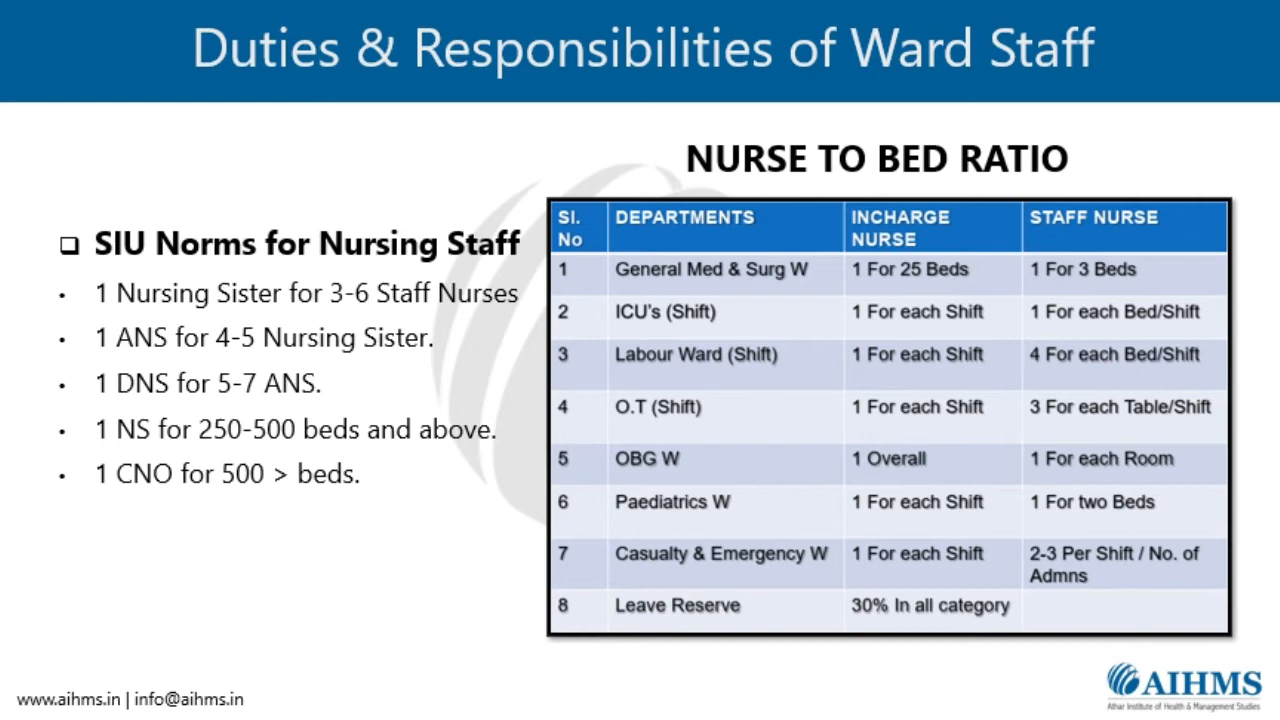 Duties & Responsibilities of Ward Staff
❑ SIU Norms for Nursing Staff
• 1 Nursing Sister for 3-6 Staff Nurses
• 1 ANS for 4-5 Nursing Sister.
• 1 DNS for 5-7 ANS.
• 1 NS for 250-500 beds and above.
• 1 CNO for 500 > beds.
NURSE TO BED RATIO
Sl. No DEPARTMENTS INCHARGE NURSE STAFF NURSE
1 General Med & Surg W 1 For 25 Beds 1 For 3 Beds
2 ICU's (Shift) 1 For each Shift 1 For each Bed/Shift
3 Labour Ward (Shift) 1 For each Shift 4 For each Bed/Shift
4 O.T (Shift) 1 For each Shift 3 For each Table/Shift
5 OBG W 1 Overall 1 For each Room
6 Paediatrics W 1 For each Shift 1 For two Beds
7 Casualty & Emergency W 1 For each Shift 2-3 Per Shift / No. of Admns
8 Leave Reserve 30% In all category
www.aihms.in | info@aihms.in
AIHMS
Athar Institute of Health & Management Studies